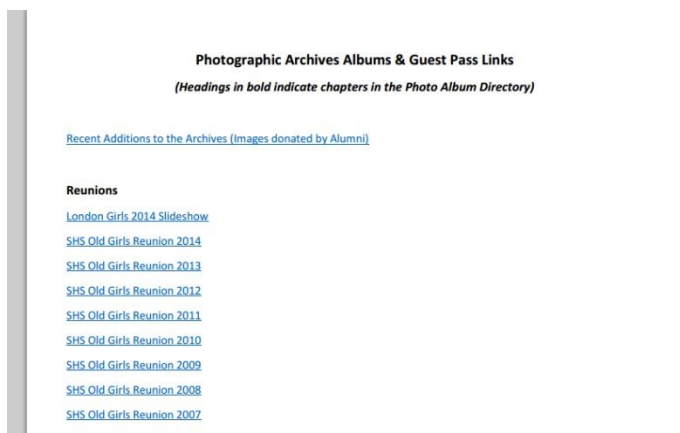 Photographic Archives Albums & Guest Pass Links
(Headings in bold indicate chapters in the Photo Album Directory)
Recent Additions to the Archives (Images donated by Alumni)
Reunions
London Girls 2014 Slideshow
SHS Old Girls Reunion 2014
SHS Old Girls Reunion 2013
SHS Old Girls Reunion 2012
SHS Old Girls Reunion 2011
SHS Old Girls Reunion 2010
SHS Old Girls Reunion 2009
SHS Old Girls Reunion 2008
SHS Old Girls Reunion 2007